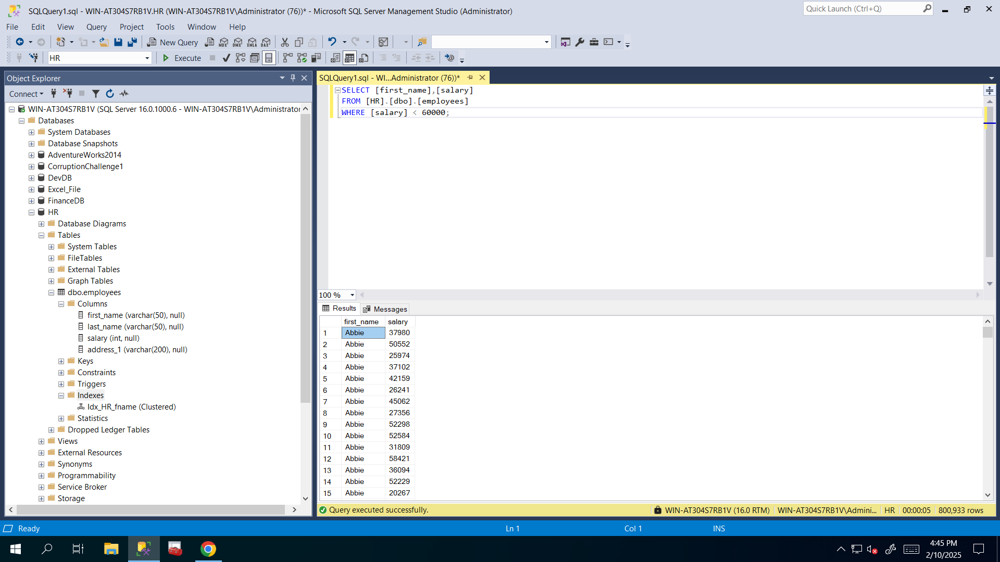 SQLQuery1.sql - WIN-AT304S7RB1V.HR (WIN-AT304S7RB1V\Administrator (76))* - Microsoft SQL Server Management Studio (Administrator)
Quick Launch (Ctrl+Q)
File Edit View Query Project Tools Window Help
New Query MDX DMX XMLA DAX
HR Execute
Object Explorer
Connect
WIN-AT304S7RB1V (SQL Server 16.0.1000.6 - WIN-AT304S7RB1V\Administrator
Databases
System Databases
Database Snapshots
AdventureWorks2014
CorruptionChallenge1
DevDB
Excel_File
FinanceDB
HR
Database Diagrams
Tables
System Tables
FileTables
External Tables
Graph Tables
dbo.employees
Columns
first_name (varchar(50), null)
last_name (varchar(50), null)
salary (int, null)
address_1 (varchar(200), null)
Keys
Constraints
Triggers
Indexes
Idx_HR_fname (Clustered)
Statistics
Dropped Ledger Tables
Views
External Resources
Synonyms
Programmability
Service Broker
Storage
SQLQuery1.sql - WI...Administrator (76))*
SELECT [first_name],[salary]
FROM [HR].[dbo].[employees]
WHERE [salary] < 60000;
100 %
Results Messages
first_name salary
1 Abbie 37980
2 Abbie 50552
3 Abbie 25974
4 Abbie 37102
5 Abbie 42159
6 Abbie 26241
7 Abbie 45062
8 Abbie 27356
9 Abbie 52298
10 Abbie 52584
11 Abbie 31809
12 Abbie 58421
13 Abbie 36094
14 Abbie 52229
15 Abbie 20267
Query executed successfully. WIN-AT304S7RB1V (16.0 RTM) WIN-AT304S7RB1V\Admini... HR 00:00:05 800,933 rows
Ready Ln 1 Col 1 INS
4:45 PM
2/10/2025